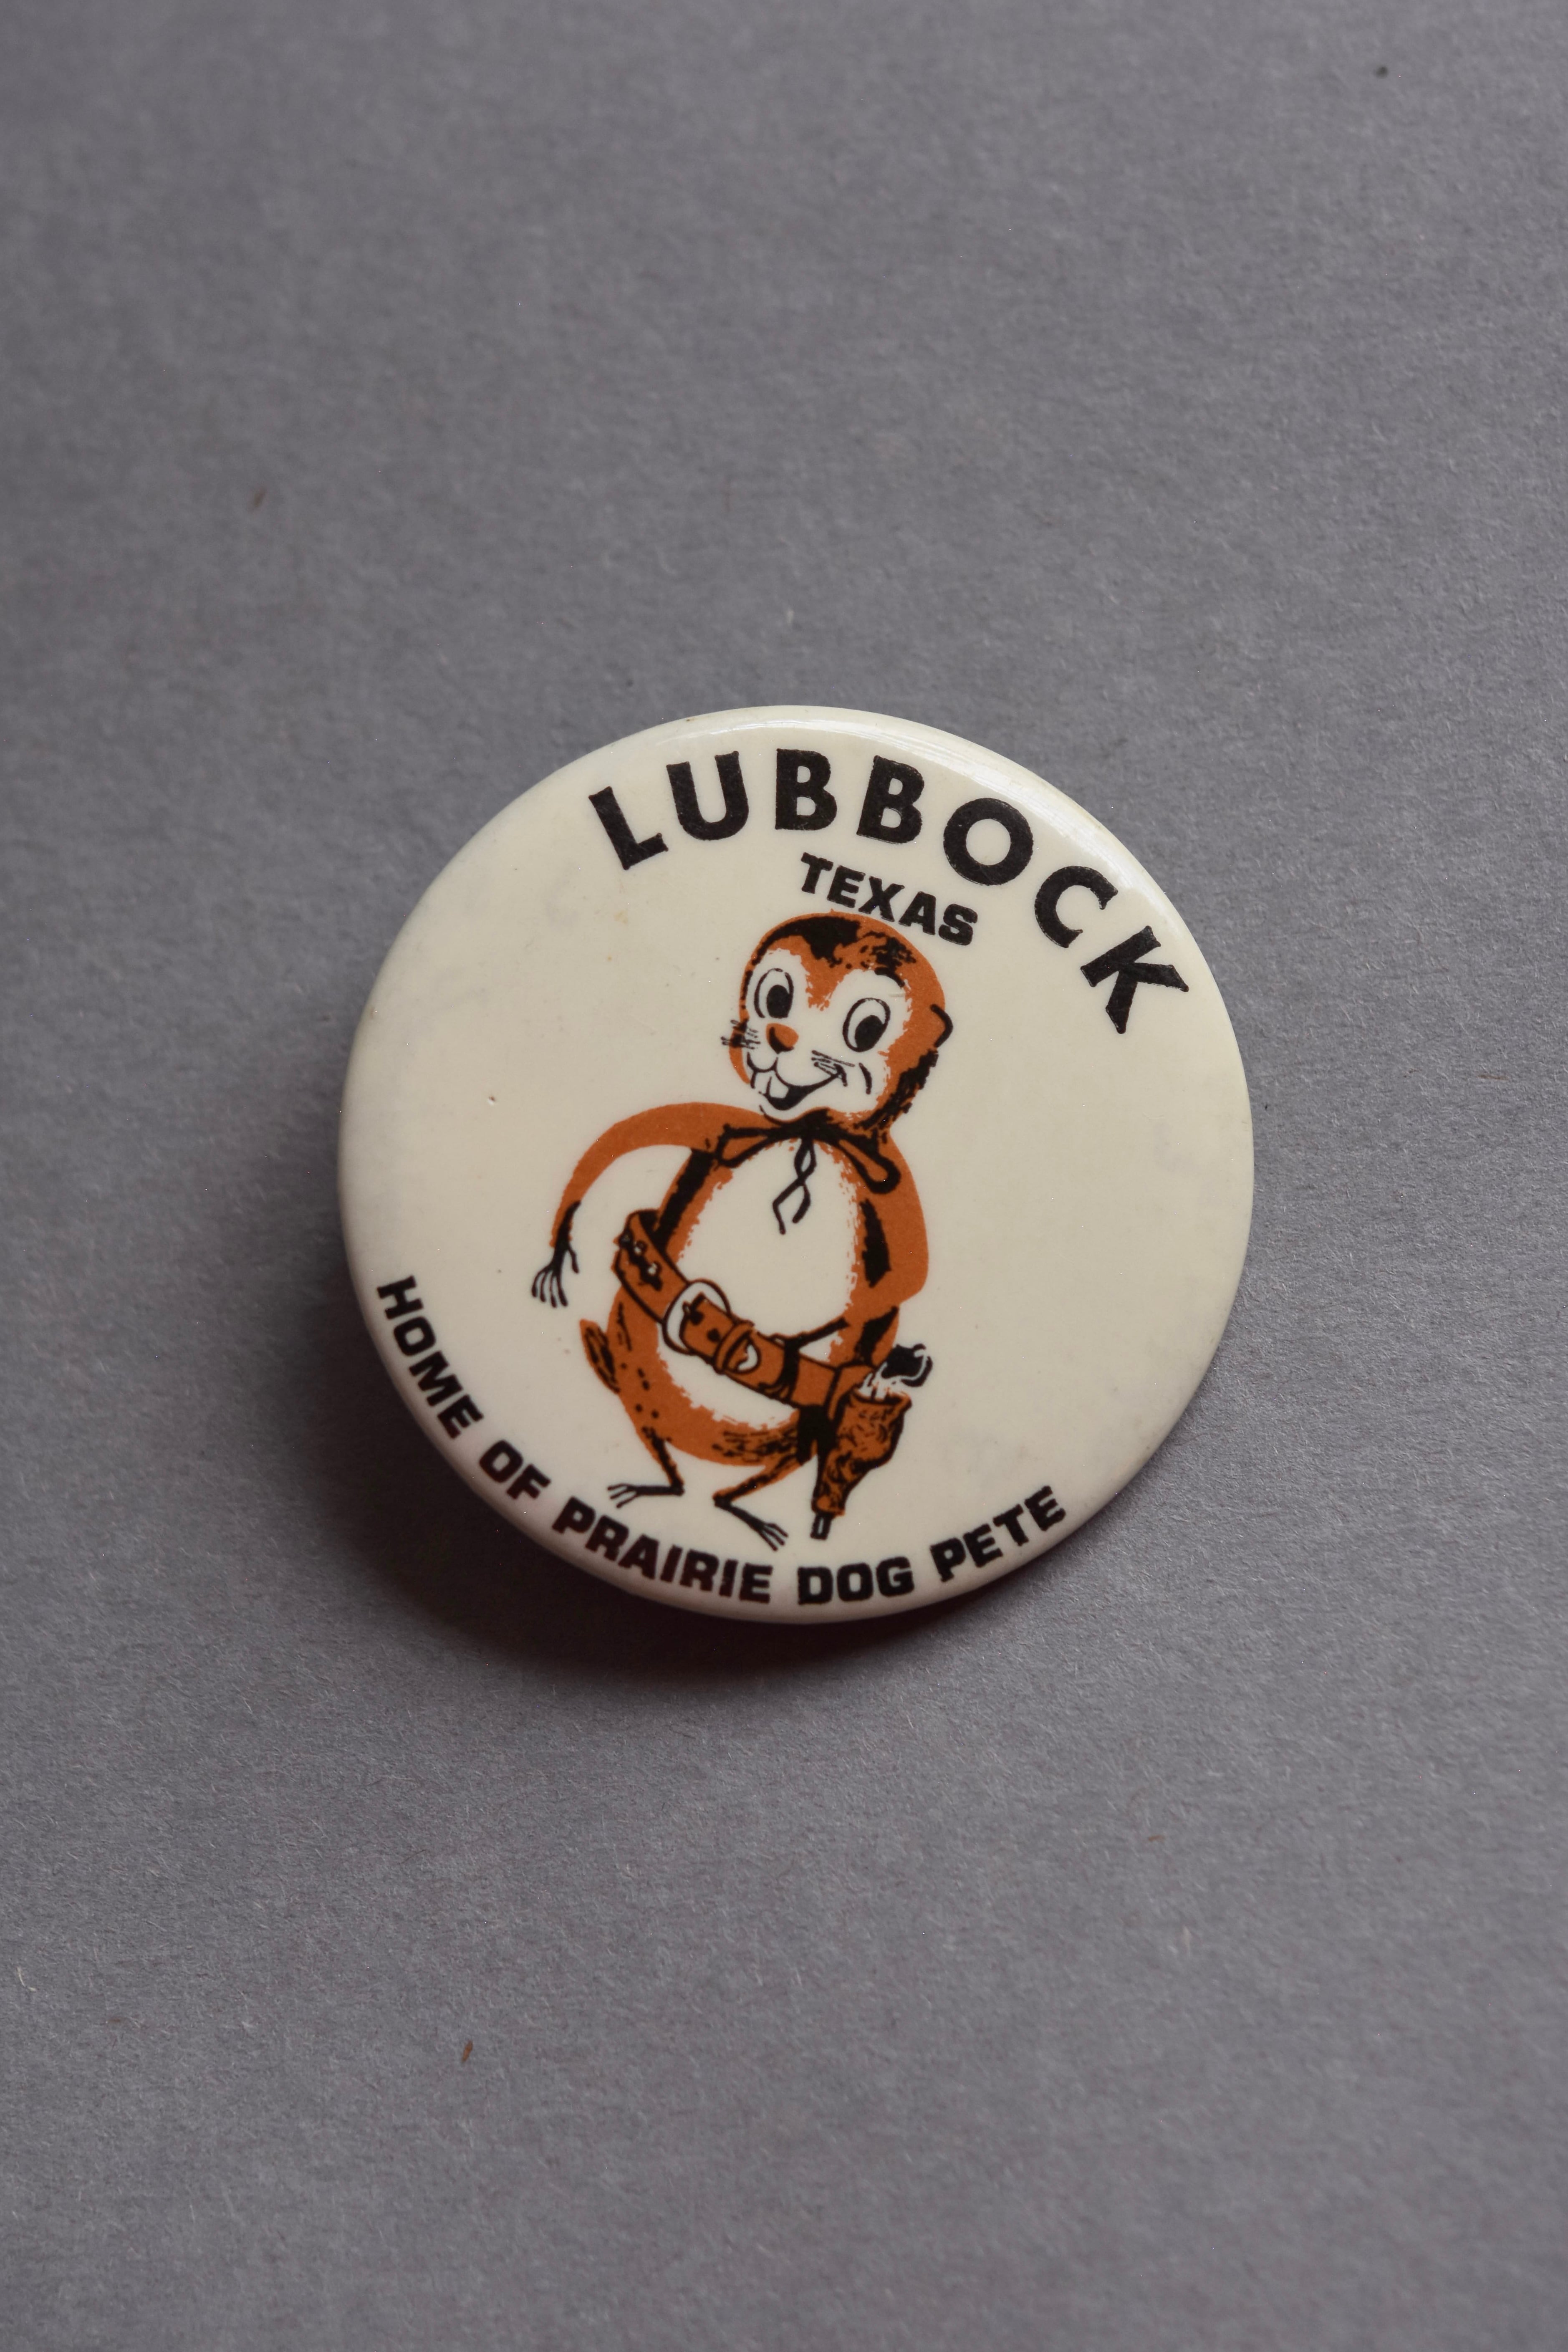 LUBBOCK
TEXAS
HOME OF PRAIRIE DOG PETE